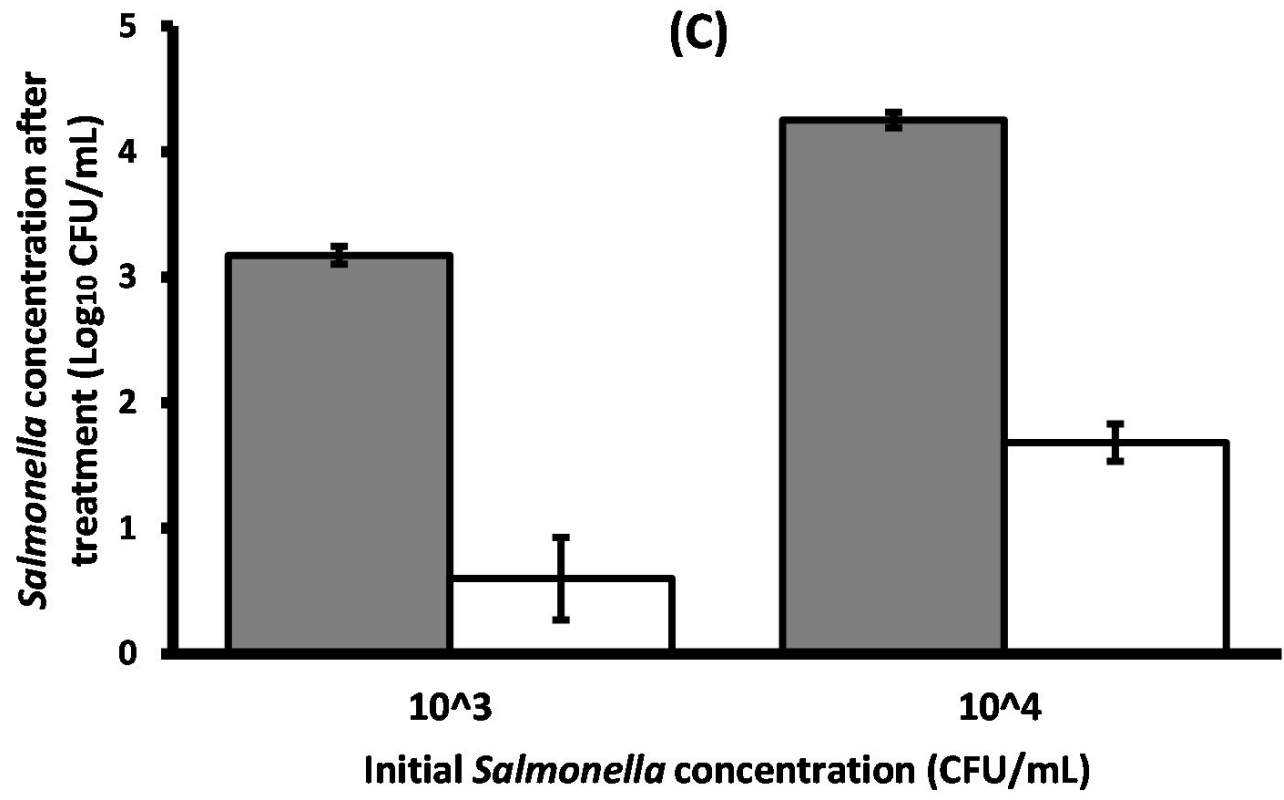 (C)
Salmonella concentration after
treatment (Log10 CFU/mL)
5
4
3
2
1
0
10^3
10^4
Initial Salmonella concentration (CFU/mL)